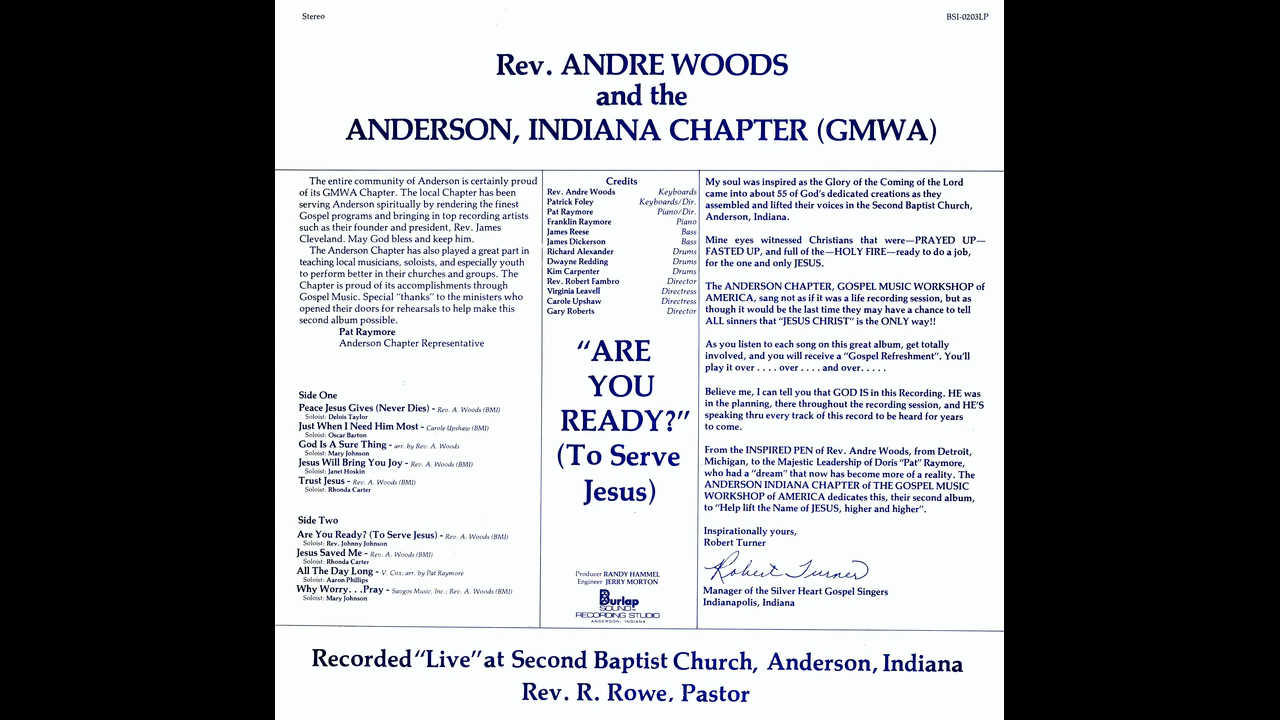 Stereo
BSI-0203LP
Rev. ANDRE WOODS
and the
ANDERSON, INDIANA CHAPTER (GMWA)
The entire community of Anderson is certainly proud
of its GMWA Chapter. The local Chapter has been
serving Anderson spiritually by rendering the finest
Gospel programs and bringing in top recording artists
such as their founder and president, Rev. James
Cleveland. May God bless and keep him.
The Anderson Chapter has also played a great part in
teaching local musicians, soloists, and especially youth
to perform better in their churches and groups. The
Chapter is proud of its accomplishments through
Gospel Music. Special "thanks" to the ministers who
opened their doors for rehearsals to help make this
second album possible.
Pat Raymore
Anderson Chapter Representative
Side One
Peace Jesus Gives (Never Dies) - Rev. A. Woods (BMI)
Soloist: Delois Taylor
Just When I Need Him Most - Carole Upshaw (BMI)
Soloist: Oscar Barton
God Is A Sure Thing - arr. by Rev. A. Woods
Soloist: Mary Johnson
Jesus Will Bring You Joy - Rev. A. Woods (BMI)
Soloist: Janet Hoskin
Trust Jesus - Rev. A. Woods (BMI)
Soloist: Rhonda Carter
Side Two
Are You Ready? (To Serve Jesus) - Rev. A. Woods (BMI)
Soloist: Rev. Johnny Johnson
Jesus Saved Me - Rev. A. Woods (BMI)
Soloist: Rhonda Carter
All The Day Long - V. Cox; arr. by Pat Raymore
Soloist: Aaron Phillips
Why Worry. . .Pray - Savgos Music, Inc.; Rev. A. Woods (BMI)
Soloist: Mary Johnson
Credits
Rev. Andre Woods Keyboards
Patrick Foley Keyboards/Dir.
Pat Raymore Piano/Dir.
Franklin Raymore Piano
James Reese Bass
James Dickerson Bass
Richard Alexander Drums
Dwayne Redding Drums
Kim Carpenter Drums
Rev. Robert Fambro Director
Virginia Leavell Directress
Carole Upshaw Directress
Gary Roberts Director
"ARE
YOU
READY?"
(To Serve
Jesus)
Producer RANDY HAMMEL
Engineer JERRY MORTON
Burlap
SOUND
RECORDING STUDIO
ANDERSON, INDIANA
My soul was inspired as the Glory of the Coming of the Lord
came into about 55 of God's dedicated creations as they
assembled and lifted their voices in the Second Baptist Church,
Anderson, Indiana.
Mine eyes witnessed Christians that were—PRAYED UP—
FASTED UP, and full of the—HOLY FIRE—ready to do a job,
for the one and only JESUS.
The ANDERSON CHAPTER, GOSPEL MUSIC WORKSHOP of
AMERICA, sang not as if it was a life recording session, but as
though it would be the last time they may have a chance to tell
ALL sinners that "JESUS CHRIST" is the ONLY way!!
As you listen to each song on this great album, get totally
involved, and you will receive a "Gospel Refreshment". You'll
play it over . . . . over . . . . and over. . . . .
Believe me, I can tell you that GOD IS in this Recording. HE was
in the planning, there throughout the recording session, and HE'S
speaking thru every track of this record to be heard for years
to come.
From the INSPIRED PEN of Rev. Andre Woods, from Detroit,
Michigan, to the Majestic Leadership of Doris "Pat" Raymore,
who had a "dream" that now has become more of a reality. The
ANDERSON INDIANA CHAPTER of THE GOSPEL MUSIC
WORKSHOP of AMERICA dedicates this, their second album,
to "Help lift the Name of JESUS, higher and higher".
Inspirationally yours,
Robert Turner
Robert Turner
Manager of the Silver Heart Gospel Singers
Indianapolis, Indiana
Recorded "Live" at Second Baptist Church, Anderson, Indiana
Rev. R. Rowe, Pastor